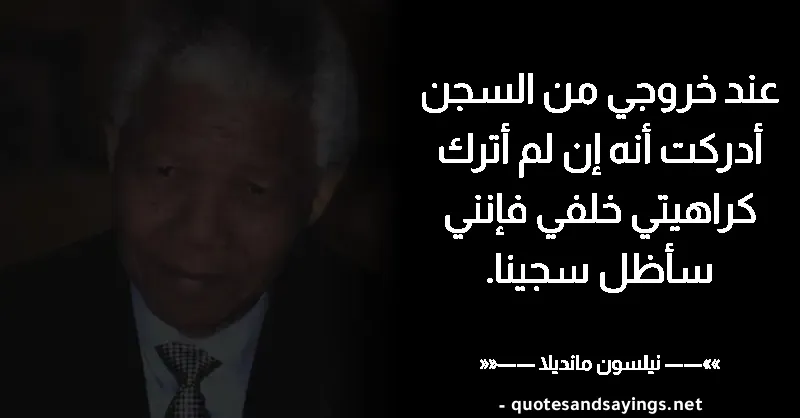 عند خروجي من السجن
أدركت أنه إن لم أترك
كراهيتي خلفي فإنني
سأظل سجينا.
»»—— نيلسون مانديلا ——««
- quotesandsayings.net